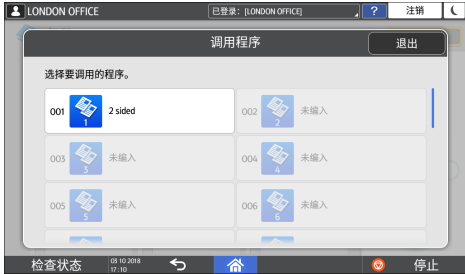 LONDON OFFICE
已登录： [LONDON OFFICE]
?
注销
调用程序
退出
选择要调用的程序。
001 1 2 sided
002 2 未编入
003 3 未编入
004 4 未编入
005 5 未编入
006 6 未编入
检查状态
03 10 2018
17:10
停止